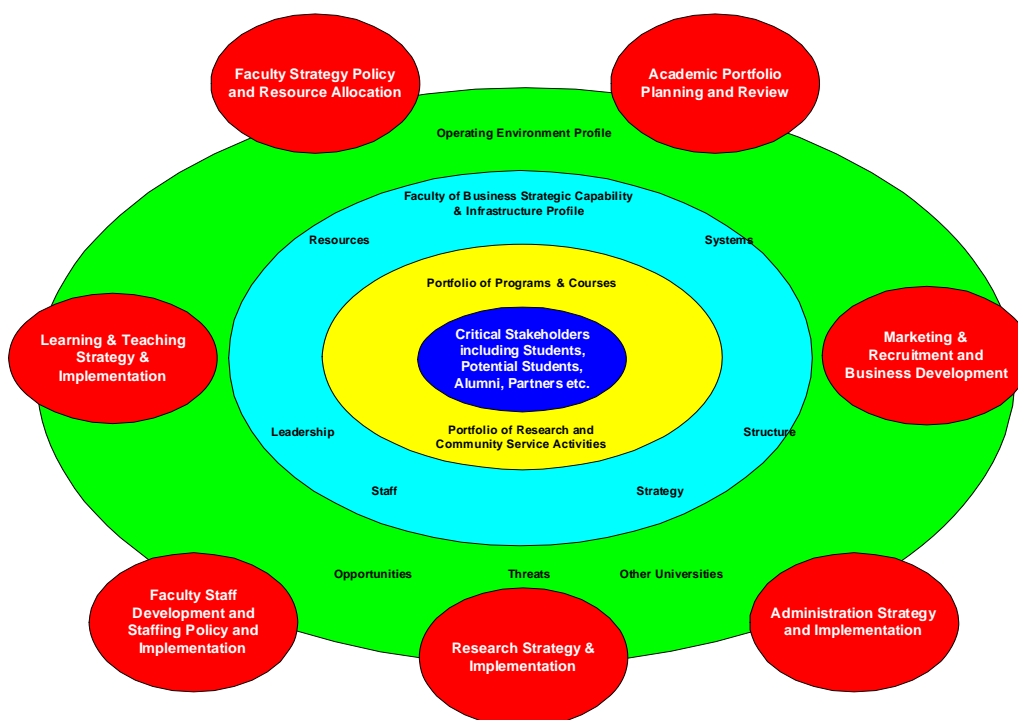 Faculty Strategy Policy
and Resource Allocation
Academic Portfolio
Planning and Review
Operating Environment Profile
Faculty of Business Strategic Capability
& Infrastructure Profile
Resources
Systems
Portfolio of Programs & Courses
Learning & Teaching
Strategy &
Implementation
Critical Stakeholders
including Students,
Potential Students,
Alumni, Partners etc.
Marketing &
Recruitment and
Business Development
Leadership
Portfolio of Research and
Community Service Activities
Structure
Staff
Strategy
Opportunities
Threats
Other Universities
Faculty Staff
Development and
Staffing Policy and
Implementation
Research Strategy &
Implementation
Administration Strategy
and Implementation